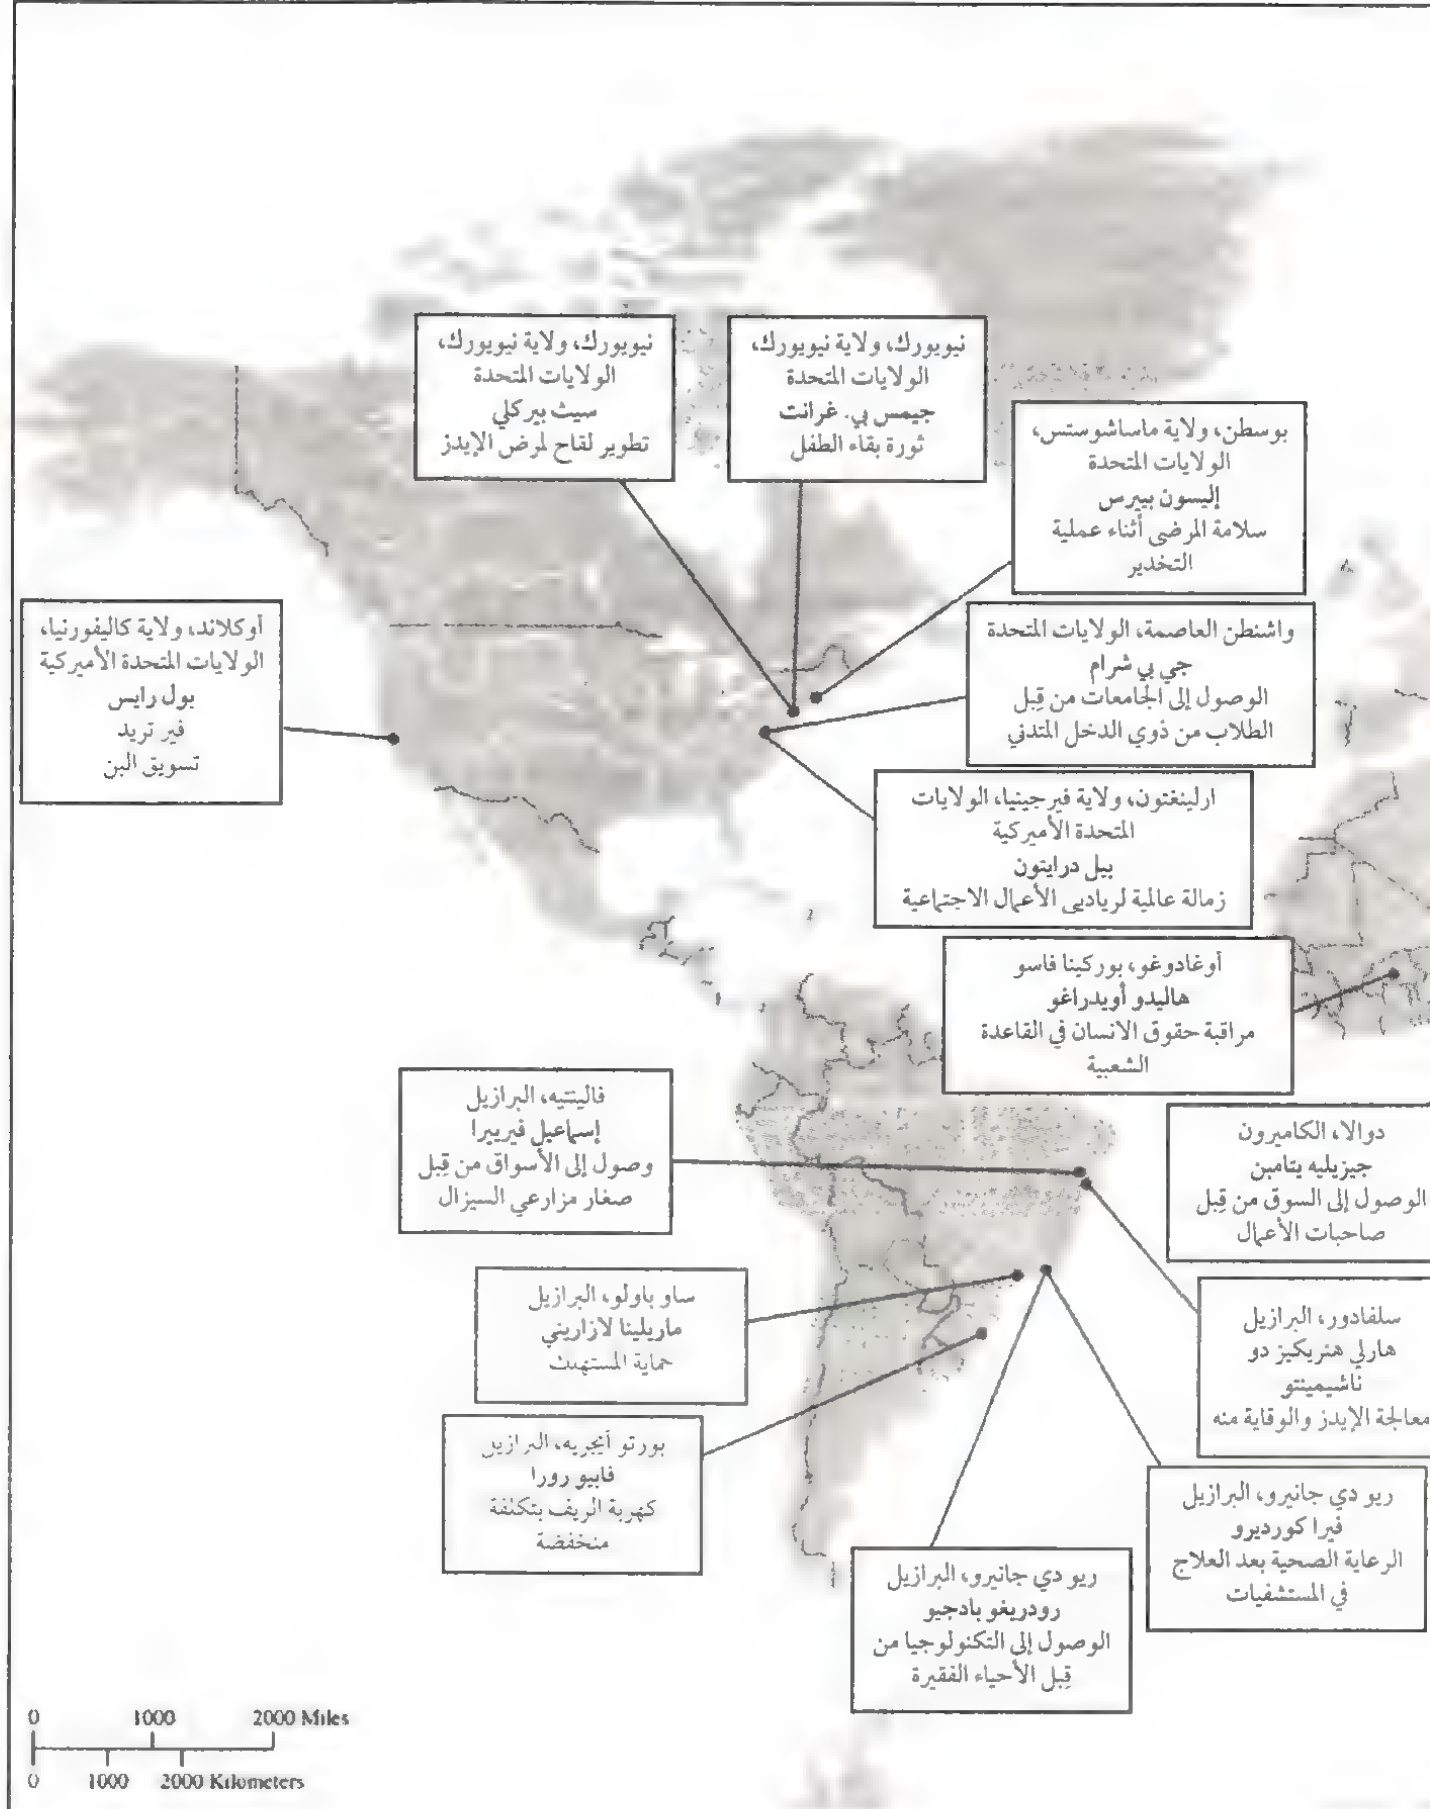 نيويورك، ولاية نيويورك،
الولايات المتحدة
سيث بيركلي
تطوير لقاح لمرض الإيدز
نيويورك، ولاية نيويورك،
الولايات المتحدة
جيمس بي. غرانت
ثورة بقاء الطفل
بوسطن، ولاية ماساشوستس،
الولايات المتحدة
إليسون بييرس
سلامة المرضى أثناء عملية
التخدير
أوكلاند، ولاية كاليفورنيا،
الولايات المتحدة الأميركية
بول رايس
فير تريد
تسويق البن
واشنطن العاصمة، الولايات المتحدة
جي بي شرام
الوصول إلى الجامعات من قِبل
الطلاب من ذوي الدخل المتدني
ارلينغتون، ولاية فيرجينيا، الولايات
المتحدة الأميركية
بيل درايتون
زمالة عالمية لرياديي الأعمال الاجتماعية
أوغادوغو، بوركينا فاسو
هاليدو أويدراغو
مراقبة حقوق الانسان في القاعدة
الشعبية
فالينتيه، البرازيل
إسماعيل فيرييرا
وصول إلى الأسواق من قِبل
صغار مزارعي السيزال
دوالا، الكاميرون
جيزيليه يتامبن
الوصول إلى السوق من قِبل
صاحبات الأعمال
ساو باولو، البرازيل
ماريلينا لازاريني
حماية المستهلك
سلفادور، البرازيل
هارلي هنريكيز دو
ناشيمينتو
معالجة الإيدز والوقاية منه
بورتو أليجريه، البرازيل
فابيو رورا
كهربة الريف بتكلفة
منخفضة
ريو دي جانيرو، البرازيل
فيرا كورديرو
الرعاية الصحية بعد العلاج
في المستشفيات
ريو دي جانيرو، البرازيل
رودريغو بادجيو
الوصول إلى التكنولوجيا من
قِبل الأحياء الفقيرة
0 1000 2000 Miles
0 1000 2000 Kilometers